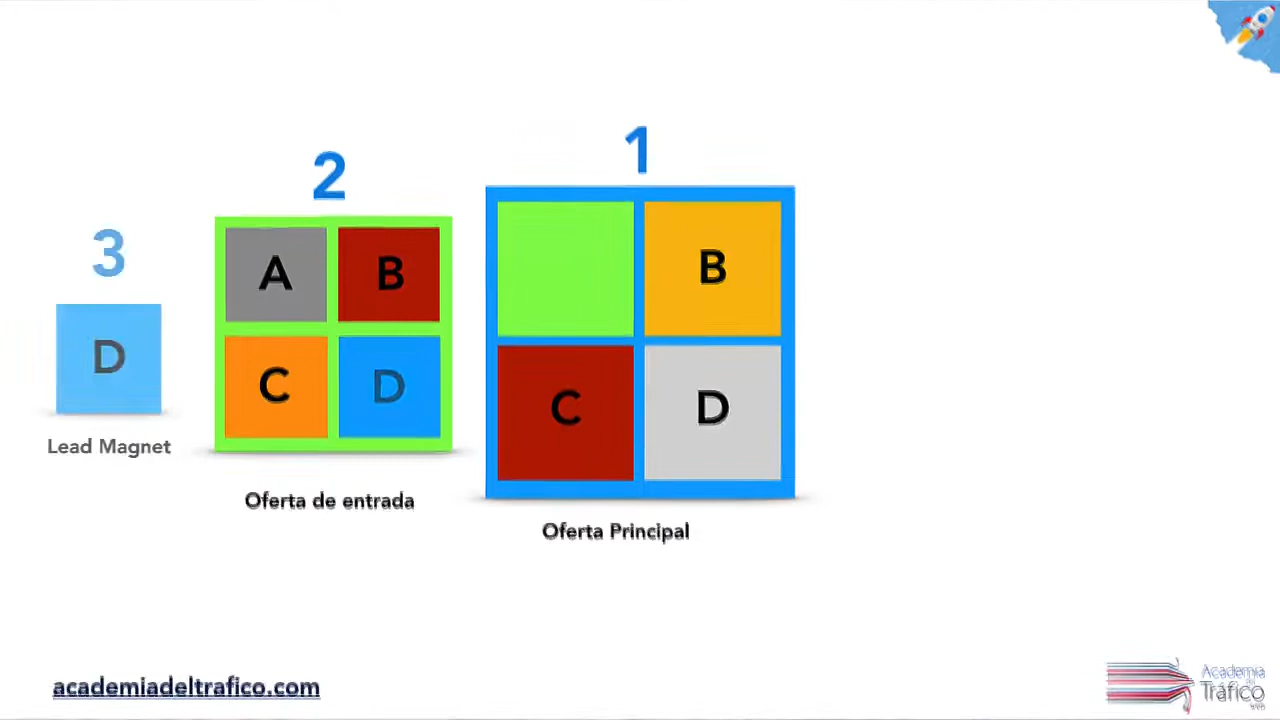 1
2
3
A
B
B
C
D
C
D
D
Lead Magnet
Oferta de entrada
Oferta Principal
academiadeltrafico.com
Academia
Tráfico